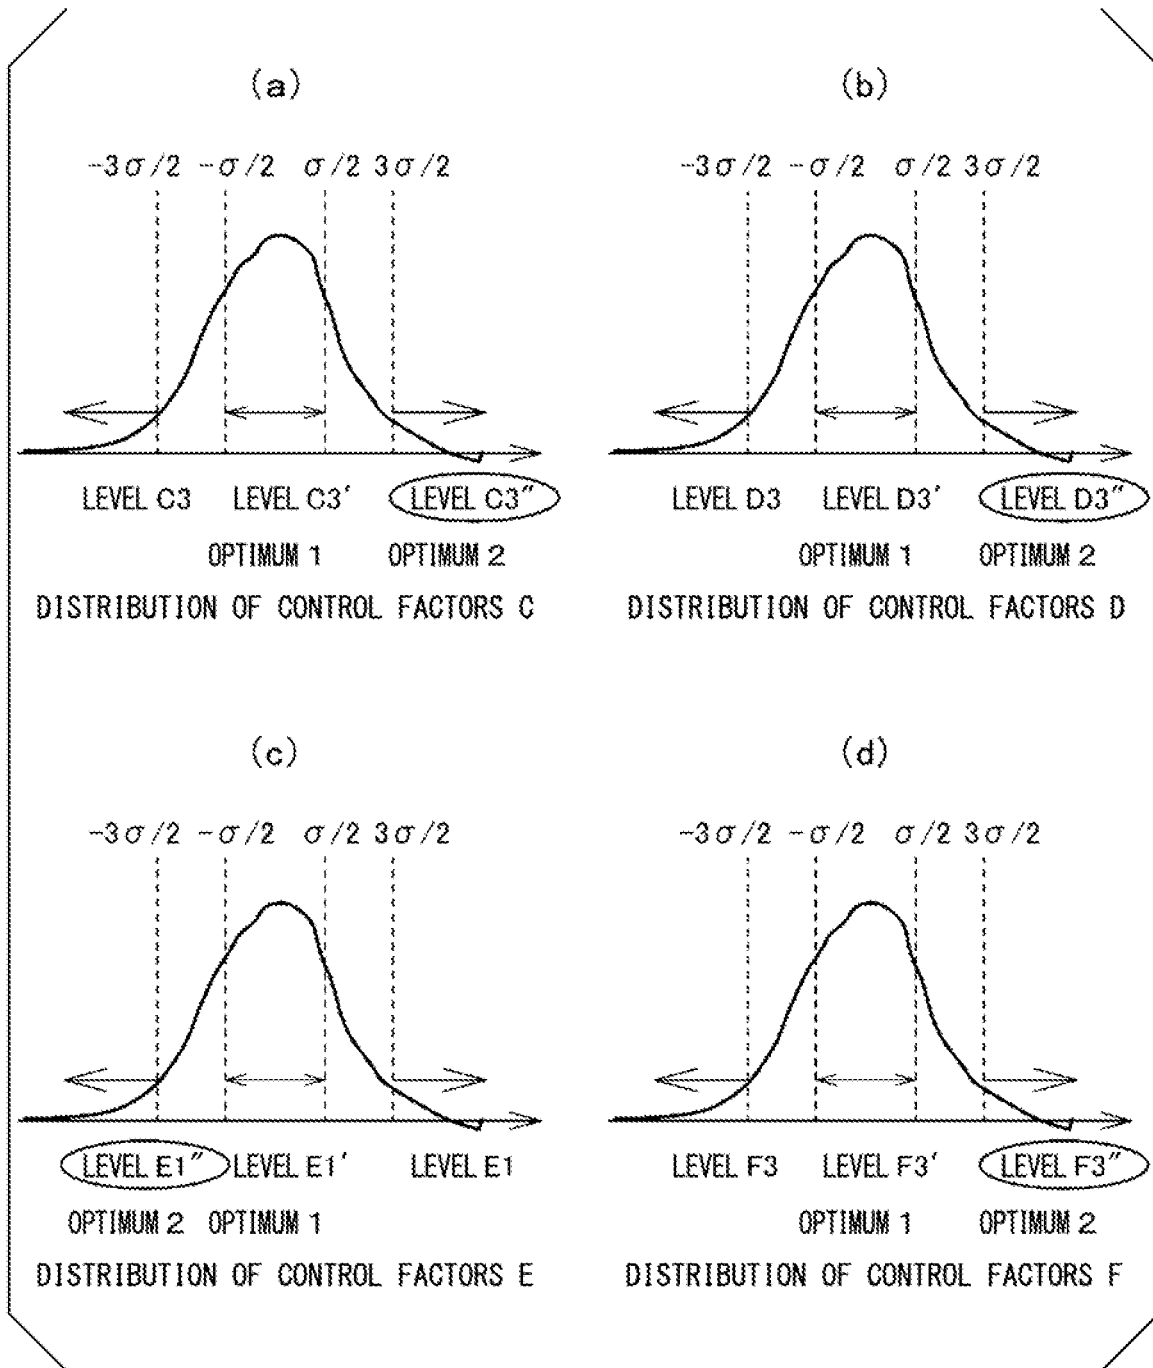 (a)
-3σ/2 -σ/2 σ/2 3σ/2
LEVEL C3 LEVEL C3′ LEVEL C3″
OPTIMUM 1 OPTIMUM 2
DISTRIBUTION OF CONTROL FACTORS C
(b)
-3σ/2 -σ/2 σ/2 3σ/2
LEVEL D3 LEVEL D3′ LEVEL D3″
OPTIMUM 1 OPTIMUM 2
DISTRIBUTION OF CONTROL FACTORS D
(c)
-3σ/2 -σ/2 σ/2 3σ/2
LEVEL E1″ LEVEL E1′ LEVEL E1
OPTIMUM 2 OPTIMUM 1
DISTRIBUTION OF CONTROL FACTORS E
(d)
-3σ/2 -σ/2 σ/2 3σ/2
LEVEL F3 LEVEL F3′ LEVEL F3″
OPTIMUM 1 OPTIMUM 2
DISTRIBUTION OF CONTROL FACTORS F